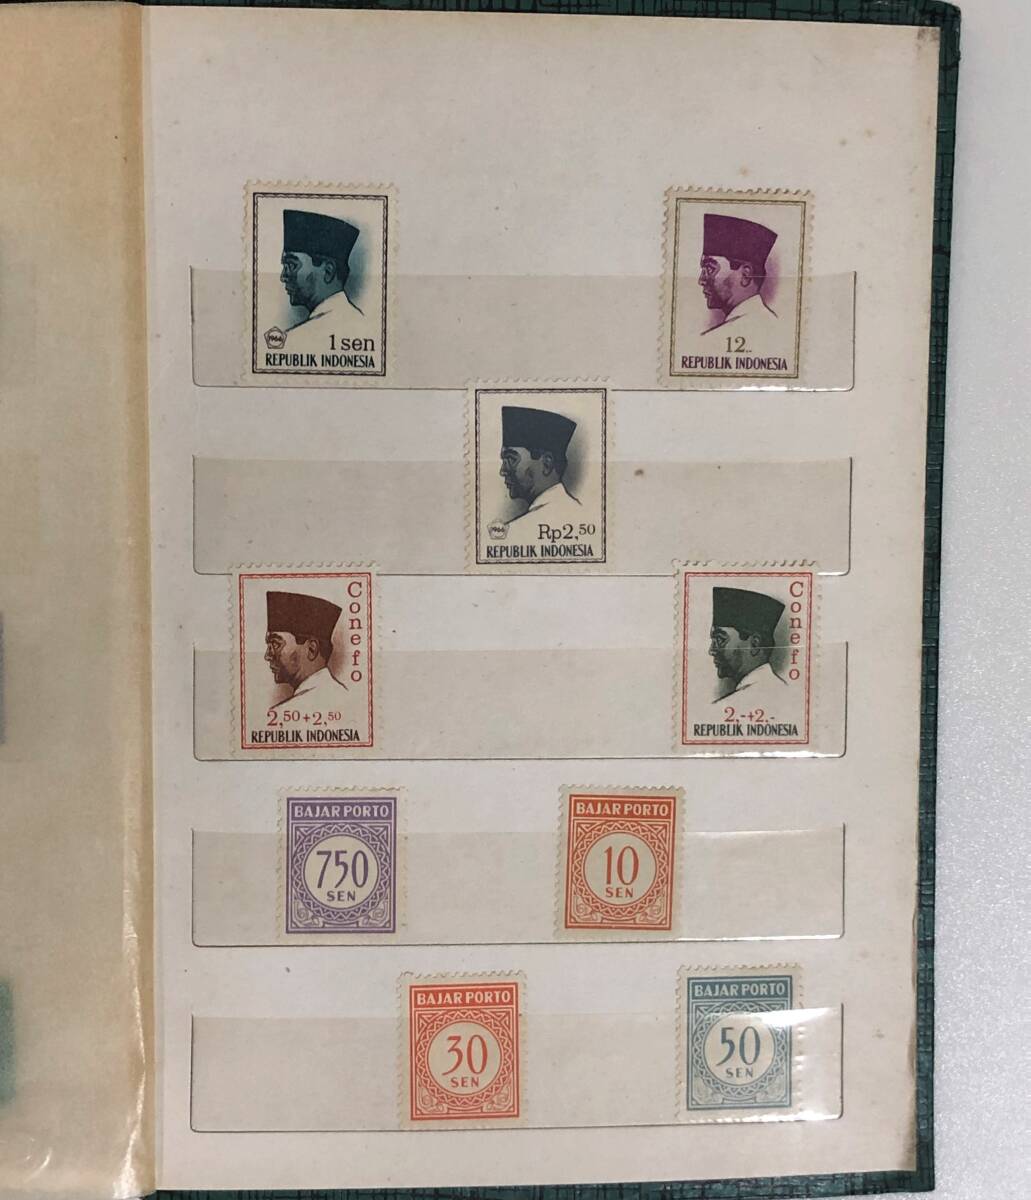 1966
1 sen
REPUBLIK INDONESIA
12.-
REPUBLIK INDONESIA
1966
Rp2,50
REPUBLIK INDONESIA
Conefo
2,50+2,50
REPUBLIK INDONESIA
Conefo
2,-+2,-
REPUBLIK INDONESIA
BAJAR PORTO
750
SEN
BAJAR PORTO
10
SEN
BAJAR PORTO
30
SEN
BAJAR PORTO
50
SEN